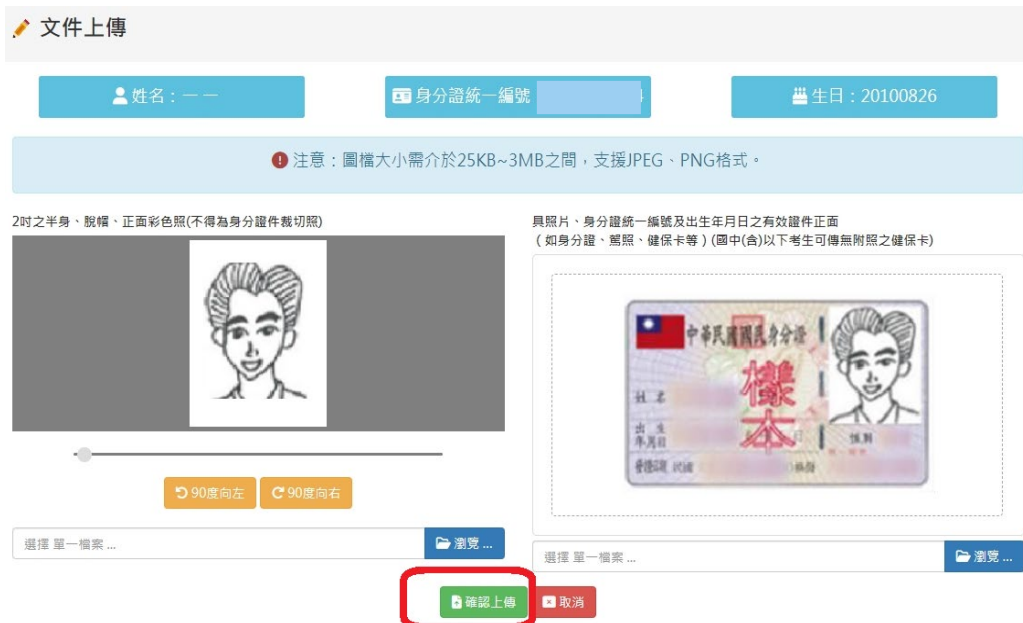 文件上傳
姓名：一 一
身分證統一編號
生日：20100826
注意：圖檔大小需介於25KB~3MB之間，支援JPEG、PNG格式。
2吋之半身、脫帽、正面彩色照(不得為身分證件裁切照)
具照片、身分證統一編號及出生年月日之有效證件正面
（如身分證、駕照、健保卡等）(國中(含)以下考生可傳無附照之健保卡)
中華民國國民身分證
樣本
姓名
出生
年月日
性別
發證日期 民國
90度向左
90度向右
選擇 單一檔案 ...
瀏覽 ...
選擇 單一檔案 ...
瀏覽 ...
確認上傳
取消